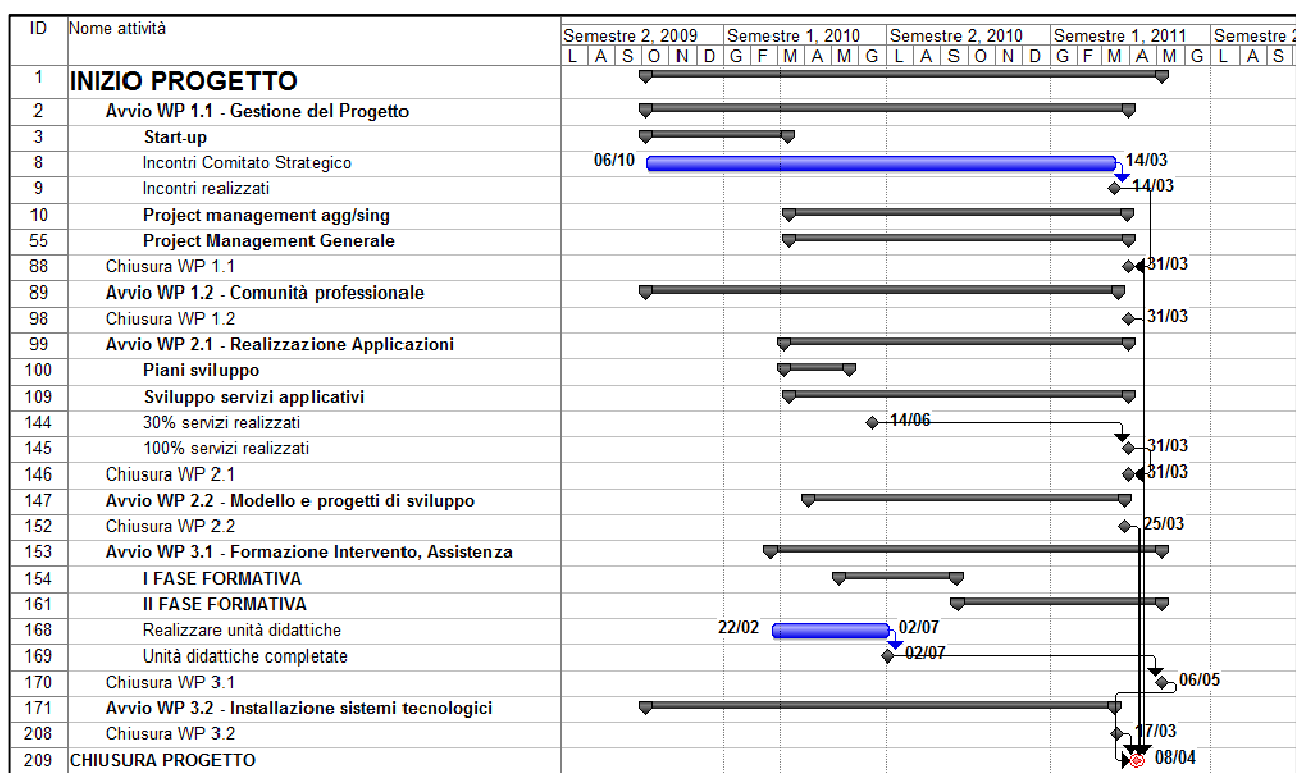 ID Nome attività Semestre 2, 2009 Semestre 1, 2010 Semestre 2, 2010 Semestre 1, 2011 Semestre 2
L A S O N D G F M A M G L A S O N D G F M A M G L A S
1 INIZIO PROGETTO
2 Avvio WP 1.1 - Gestione del Progetto
3 Start-up
8 Incontri Comitato Strategico 06/10 14/03
9 Incontri realizzati 14/03
10 Project management agg/sing
55 Project Management Generale
88 Chiusura WP 1.1 31/03
89 Avvio WP 1.2 - Comunità professionale
98 Chiusura WP 1.2 31/03
99 Avvio WP 2.1 - Realizzazione Applicazioni
100 Piani sviluppo
109 Sviluppo servizi applicativi
144 30% servizi realizzati 14/06
145 100% servizi realizzati 31/03
146 Chiusura WP 2.1 31/03
147 Avvio WP 2.2 - Modello e progetti di sviluppo
152 Chiusura WP 2.2 25/03
153 Avvio WP 3.1 - Formazione Intervento, Assistenza
154 I FASE FORMATIVA
161 II FASE FORMATIVA
168 Realizzare unità didattiche 22/02 02/07
169 Unità didattiche completate 02/07
170 Chiusura WP 3.1 06/05
171 Avvio WP 3.2 - Installazione sistemi tecnologici
208 Chiusura WP 3.2 17/03
209 CHIUSURA PROGETTO 08/04